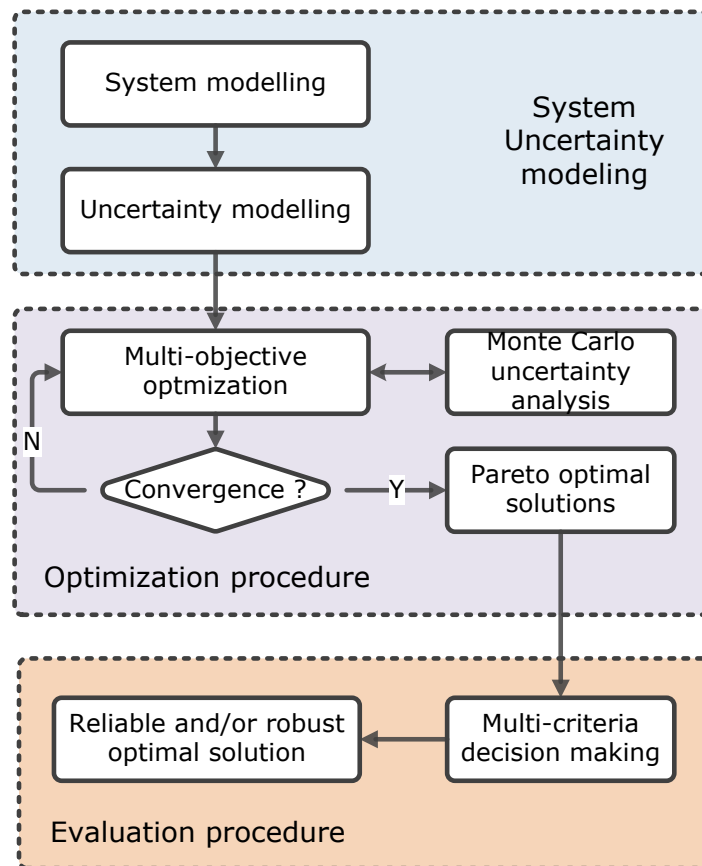 System modelling
System
Uncertainty
modeling
Uncertainty modelling
Multi-objective
optmization
Monte Carlo
uncertainty
analysis
N
Convergence ?
Y
Pareto optimal
solutions
Optimization procedure
Reliable and/or robust
optimal solution
Multi-criteria
decision making
Evaluation procedure